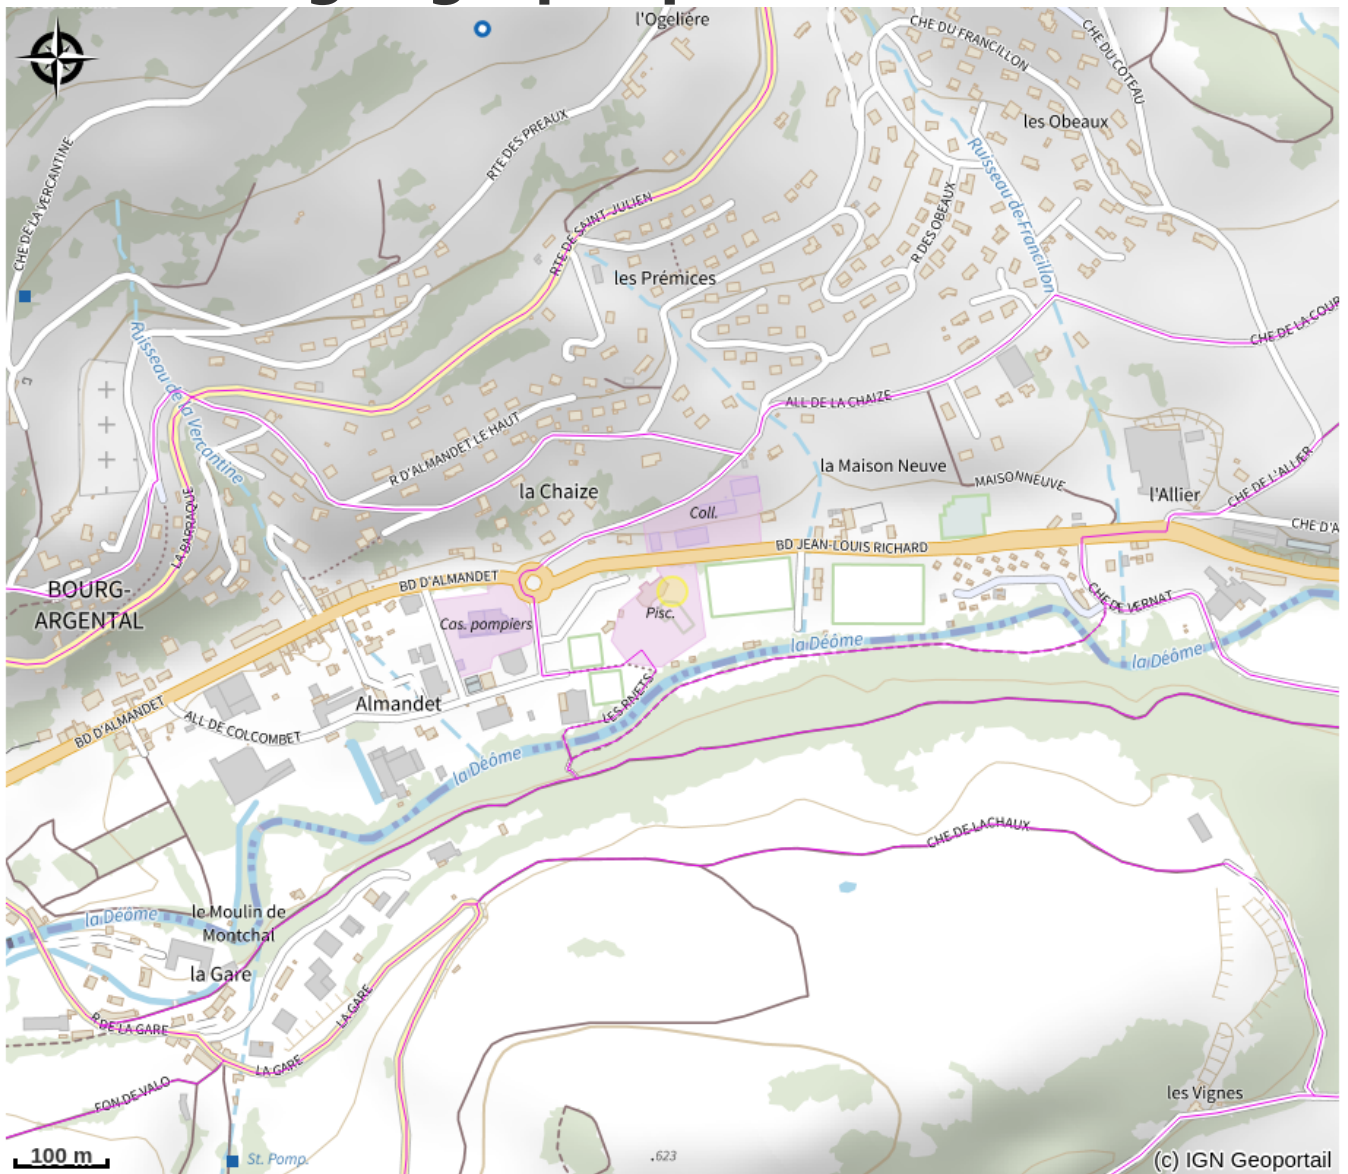 l'Ogelière
CHE DU FRANCILLON
CHE DU COTEAU
les Obeaux
RTE DES PREAUX
CHE DE LA VERCANTINE
Ruisseau de Francillon
RTE DE SAINT-JULIEN
R DES OBEAUX
les Prémices
CHE DE LA COUR
Ruisseau de la Vercantine
ALL DE LA CHAIZE
R D'ALMANDET LE HAUT
la Maison Neuve
la Chaize
MAISONNEUVE
l'Allier
CHE DE L'ALLIER
Coll.
LA BARRAQUE
CHE D'A
BD JEAN-LOUIS RICHARD
BOURG-
ARGENTAL
BD D'ALMANDET
CHE DE VERNAT
Cas. pompiers
Pisc.
la Déôme
la Déôme
LES RIVETS
Almandet
BD D'ALMANDET
ALL DE COLCOMBET
la Déôme
CHE DE LACHAUX
la Déôme
le Moulin de
Montchal
la Gare
LA GARE
R DE LA GARE
LA GARE
FON DE VALO
les Vignes
100 m
St. Pomp.
.623
(c) IGN Geoportail